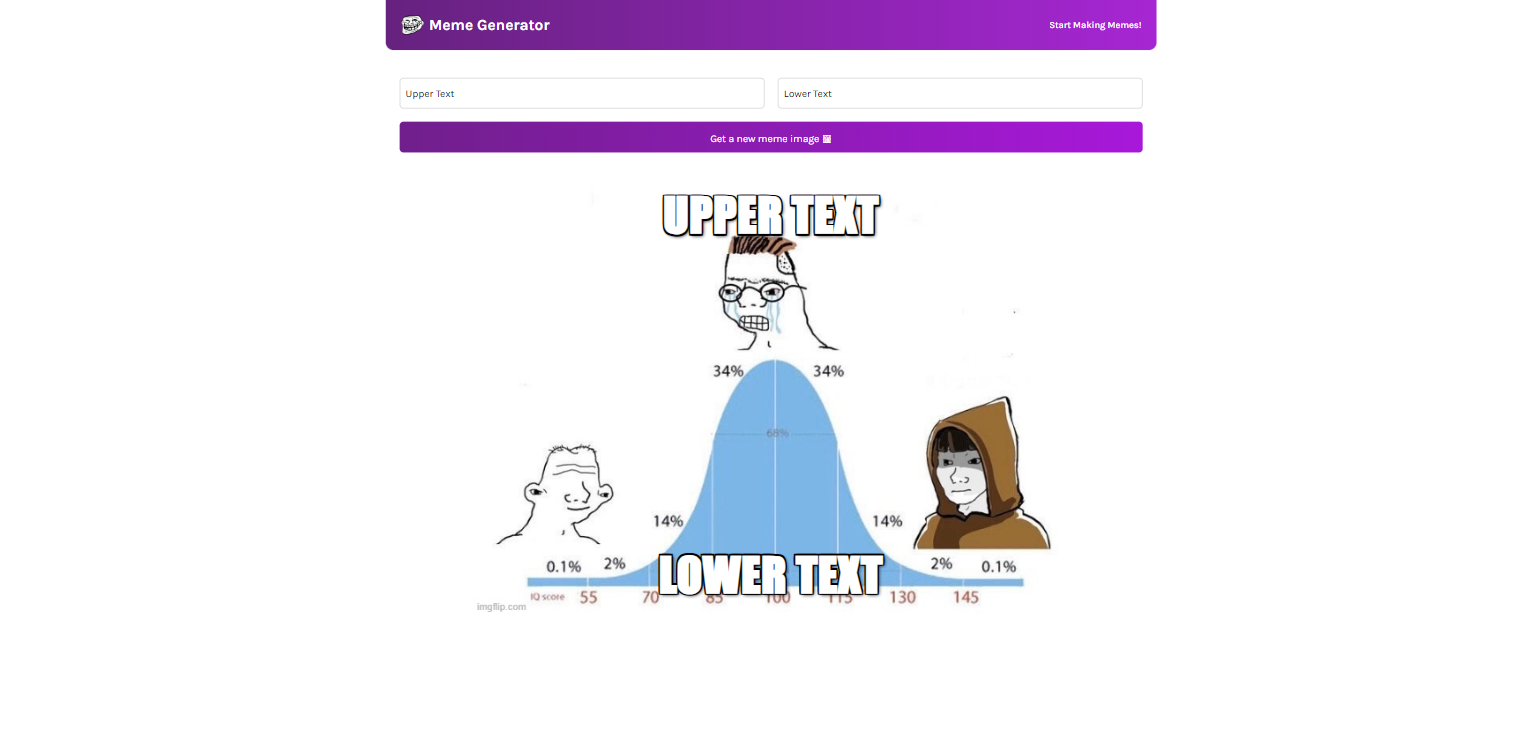 Meme Generator
Start Making Memes!
Upper Text
Lower Text
Get a new meme image
UPPER TEXT
34%
34%
68%
14%
14%
0.1%
2%
LOWER TEXT
2%
0.1%
IQ score
55
70
85
100
115
130
145
imgflip.com